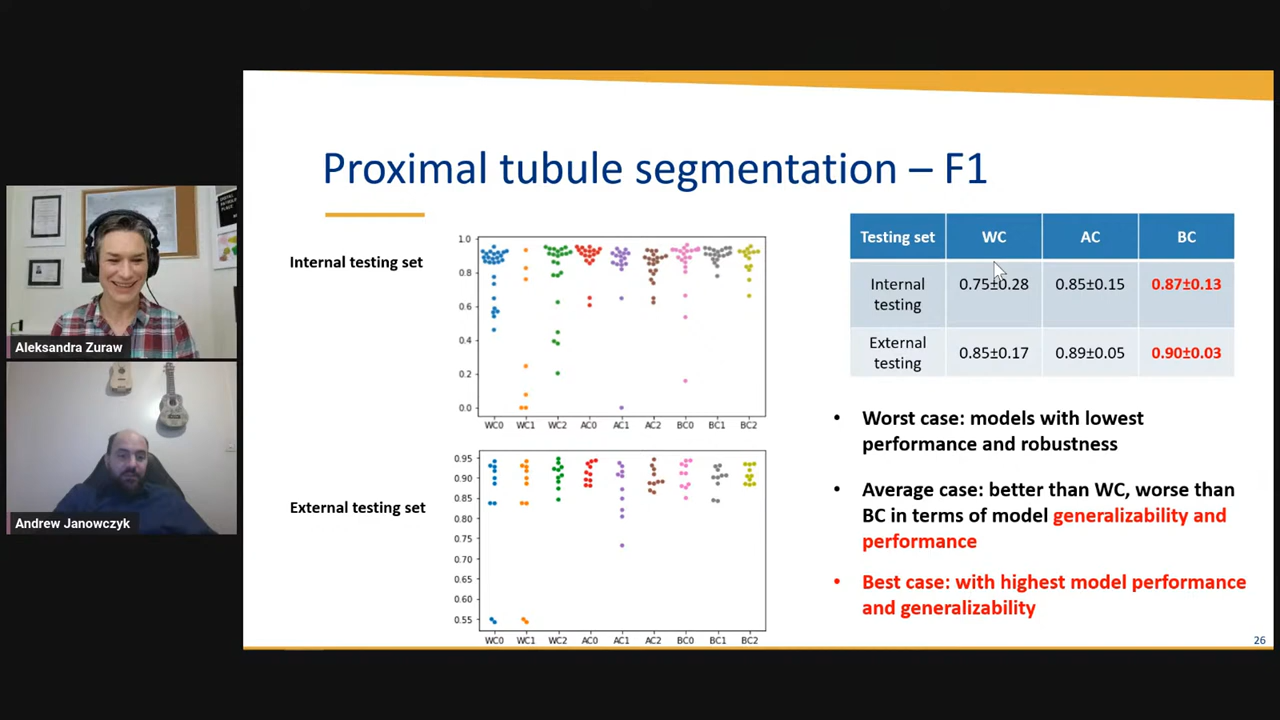 Proximal tubule segmentation – F1
Aleksandra Zuraw
Andrew Janowczyk
Internal testing set
1.0
0.8
0.6
0.4
0.2
0.0
WC0 WC1 WC2 AC0 AC1 AC2 BC0 BC1 BC2
External testing set
0.95
0.90
0.85
0.80
0.75
0.70
0.65
0.60
0.55
WC0 WC1 WC2 AC0 AC1 AC2 BC0 BC1 BC2
Testing set WC AC BC
Internal testing 0.75±0.28 0.85±0.15 0.87±0.13
External testing 0.85±0.17 0.89±0.05 0.90±0.03
• Worst case: models with lowest
performance and robustness
• Average case: better than WC, worse than
BC in terms of model generalizability and
performance
• Best case: with highest model performance
and generalizability
26